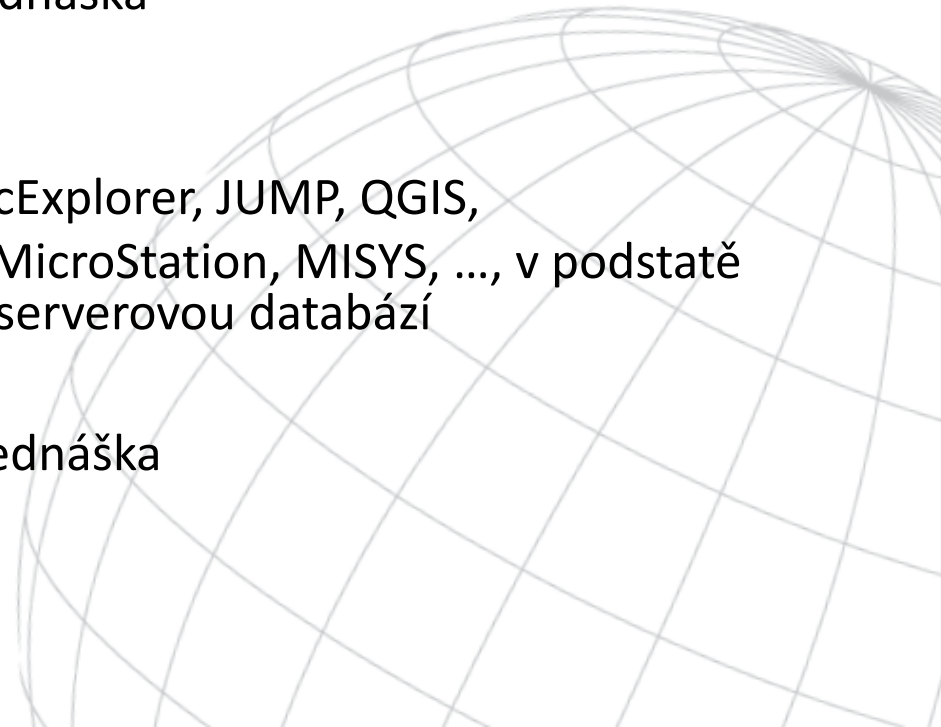 dnáška
cExplorer, JUMP, QGIS,
MicroStation, MISYS, ..., v podstatě
serverovou databází
ednáška